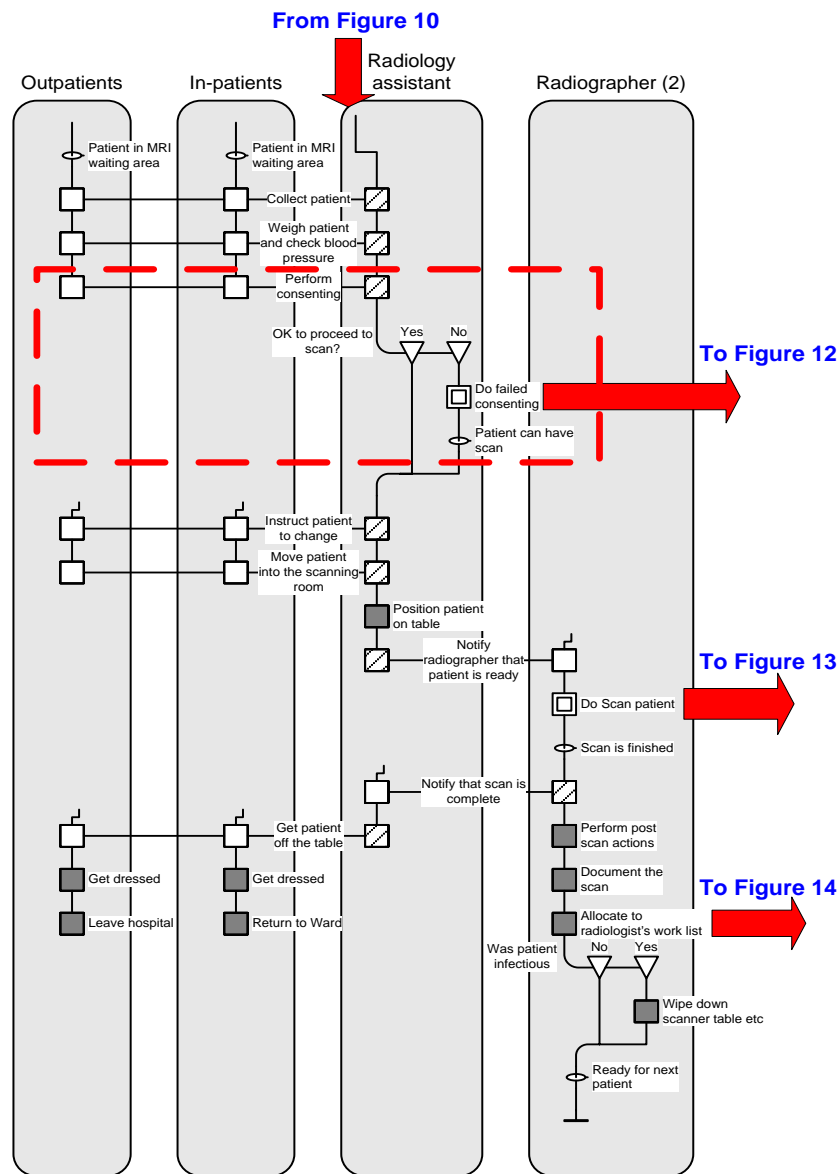 From Figure 10
Outpatients
In-patients
Radiology
assistant
Radiographer (2)
Patient in MRI
waiting area
Patient in MRI
waiting area
Collect patient
Weigh patient
and check blood
pressure
Perform
consenting
OK to proceed to
scan?
Yes
No
To Figure 12
Do failed
consenting
Patient can have
scan
Instruct patient
to change
Move patient
into the scanning
room
Position patient
on table
Notify
radiographer that
patient is ready
To Figure 13
Do Scan patient
Scan is finished
Notify that scan is
complete
Get patient
off the table
Perform post
scan actions
Get dressed
Get dressed
Document the
scan
To Figure 14
Leave hospital
Return to Ward
Allocate to
radiologist's work list
Was patient
infectious
No
Yes
Wipe down
scanner table etc
Ready for next
patient